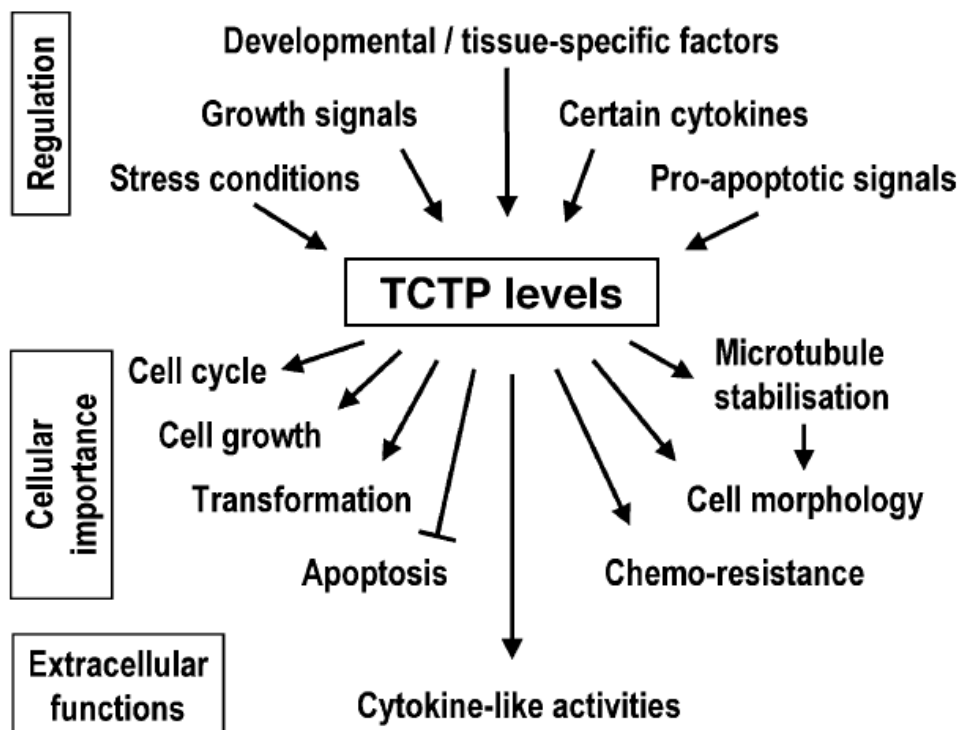 Regulation
Developmental / tissue-specific factors
Growth signals
Certain cytokines
Stress conditions
Pro-apoptotic signals
TCTP levels
Cellular
importance
Cell cycle
Microtubule
stabilisation
Cell growth
Transformation
Cell morphology
Apoptosis
Chemo-resistance
Extracellular
functions
Cytokine-like activities